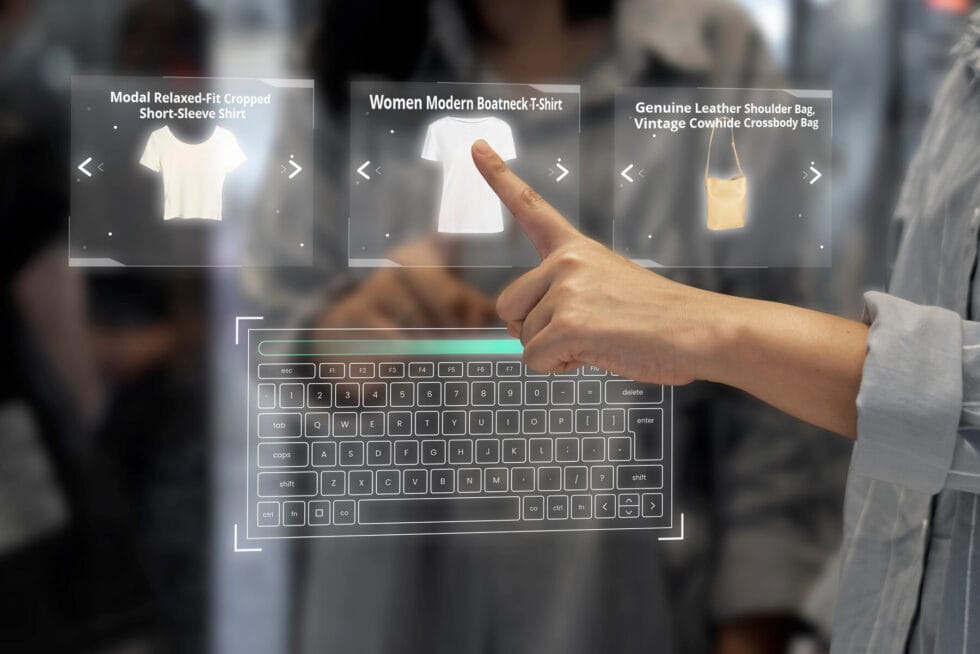 Modal Relaxed-Fit Cropped
Short-Sleeve Shirt
Women Modern Boatneck T-Shirt
Genuine Leather Shoulder Bag,
Vintage Cowhide Crossbody Bag
esc F1 F2 F3 F4 F5 F6 F7
1 2 3 4 5 6 7 8 9 0 - = delete
tab Q W E R T Y U I O P [ ] enter
caps A S D F G H J K L
shift Z X C V B N M / ? shift
ctrl fn co co ctrl fn